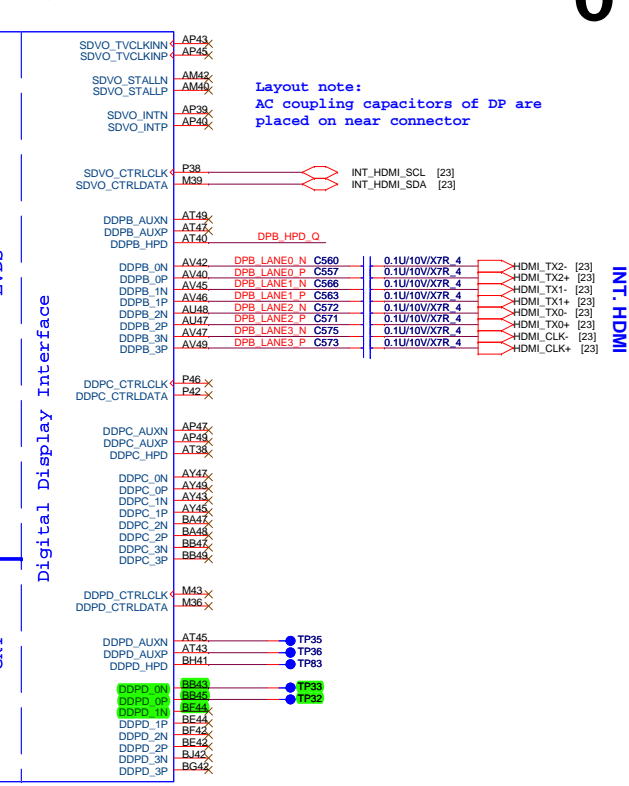 SDVO_TVCLKINN AP43
SDVO_TVCLKINP AP45
SDVO_STALLN AM42
SDVO_STALLP AM40
Layout note:
AC coupling capacitors of DP are
placed on near connector
SDVO_INTN AP39
SDVO_INTP AP40
SDVO_CTRLCLK P38 INT_HDMI_SCL [23]
SDVO_CTRLDATA M39 INT_HDMI_SDA [23]
DDPB_AUXN AT49
DDPB_AUXP AT47
DDPB_HPD AT40 DPB_HPD_Q
DDPB_0N AV42 DPB_LANE0_N C560 0.1U/10V/X7R_4 HDMI_TX2- [23]
DDPB_0P AV40 DPB_LANE0_P C557 0.1U/10V/X7R_4 HDMI_TX2+ [23]
DDPB_1N AV45 DPB_LANE1_N C566 0.1U/10V/X7R_4 HDMI_TX1- [23]
DDPB_1P AV46 DPB_LANE1_P C563 0.1U/10V/X7R_4 HDMI_TX1+ [23]
DDPB_2N AU48 DPB_LANE2_N C572 0.1U/10V/X7R_4 HDMI_TX0- [23]
DDPB_2P AU47 DPB_LANE2_P C571 0.1U/10V/X7R_4 HDMI_TX0+ [23]
DDPB_3N AV47 DPB_LANE3_N C575 0.1U/10V/X7R_4 HDMI_CLK- [23]
DDPB_3P AV49 DPB_LANE3_P C573 0.1U/10V/X7R_4 HDMI_CLK+ [23]
INT. HDMI
Digital Display Interface
DDPC_CTRLCLK P46
DDPC_CTRLDATA P42
DDPC_AUXN AP47
DDPC_AUXP AP49
DDPC_HPD AT38
DDPC_0N AY47
DDPC_0P AY49
DDPC_1N AY43
DDPC_1P AY45
DDPC_2N BA47
DDPC_2P BA48
DDPC_3N BB47
DDPC_3P BB49
DDPD_CTRLCLK M43
DDPD_CTRLDATA M36
DDPD_AUXN AT45 TP35
DDPD_AUXP AT43 TP36
DDPD_HPD BH41 TP83
DDPD_0N BB43 TP33
DDPD_0P BB45 TP32
DDPD_1N BF44
DDPD_1P BE44
DDPD_2N BF42
DDPD_2P BE42
DDPD_3N BJ42
DDPD_3P BG42